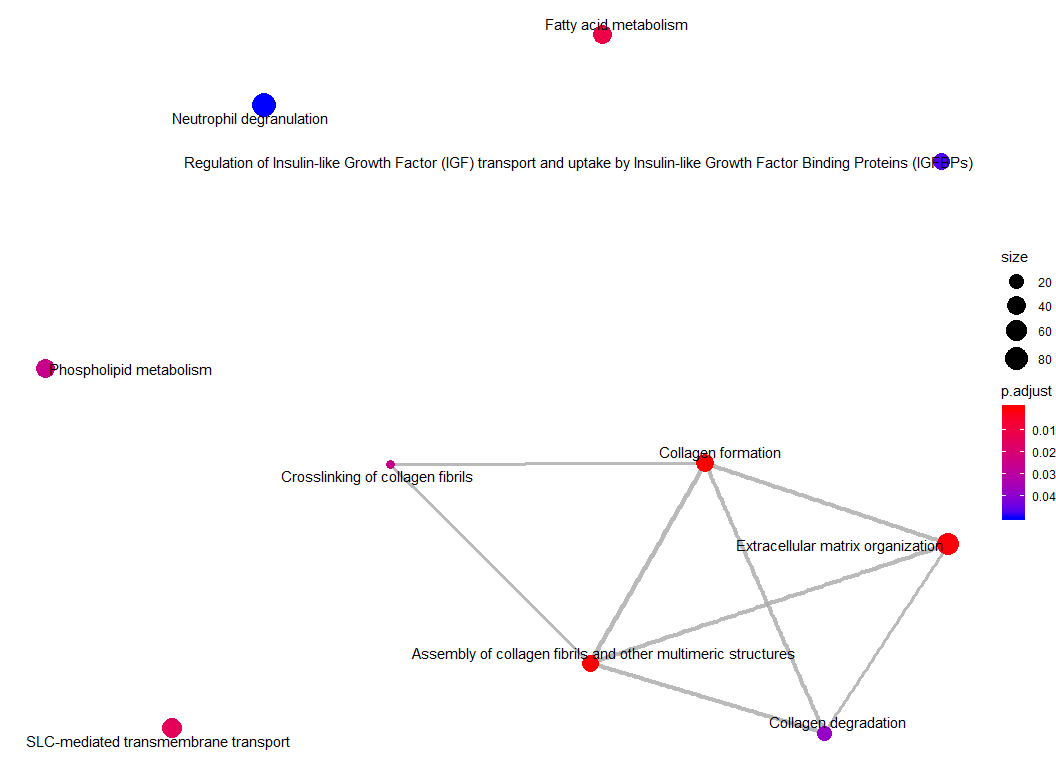 Fatty acid metabolism
Neutrophil degranulation
Regulation of Insulin-like Growth Factor (IGF) transport and uptake by Insulin-like Growth Factor Binding Proteins (IGFBPs)
size
20
40
60
80
Phospholipid metabolism
p.adjust
0.01
0.02
0.03
0.04
Collagen formation
Crosslinking of collagen fibrils
Extracellular matrix organization
Assembly of collagen fibrils and other multimeric structures
Collagen degradation
SLC-mediated transmembrane transport